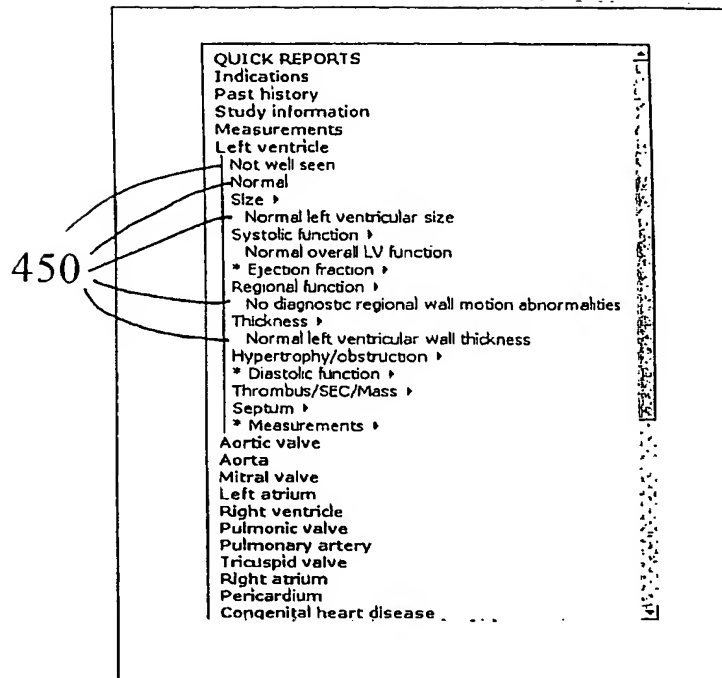 QUICK REPORTS
Indications
Past history
Study information
Measurements
Left ventricle
Not well seen
Normal
Size ▸
Normal left ventricular size
Systolic function ▸
Normal overall LV function
* Ejection fraction ▸
Regional function ▸
No diagnostic regional wall motion abnormalities
Thickness ▸
Normal left ventricular wall thickness
Hypertrophy/obstruction ▸
* Diastolic function ▸
Thrombus/SEC/Mass ▸
Septum ▸
* Measurements ▸
Aortic valve
Aorta
Mitral valve
Left atrium
Right ventricle
Pulmonic valve
Pulmonary artery
Tricuspid valve
Right atrium
Pericardium
Congenital heart disease
450